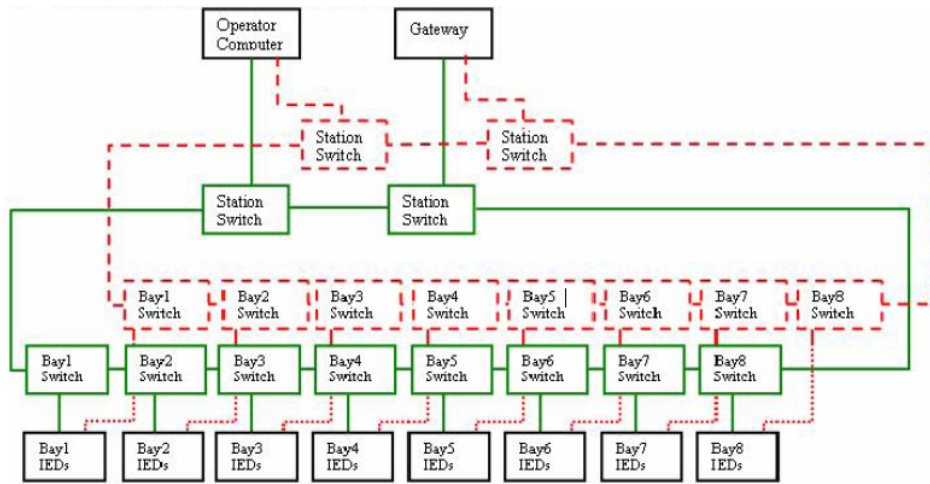 Operator
Computer
Gateway
Station
Switch
Station
Switch
Station
Switch
Station
Switch
Bay1
Switch
Bay2
Switch
Bay3
Switch
Bay4
Switch
Bay5
Switch
Bay6
Switch
Bay7
Switch
Bay8
Switch
Bay1
Switch
Bay2
Switch
Bay3
Switch
Bay4
Switch
Bay5
Switch
Bay6
Switch
Bay7
Switch
Bay8
Switch
Bay1
IEDs
Bay2
IEDs
Bay3
IEDs
Bay4
IEDs
Bay5
IEDs
Bay6
IEDs
Bay7
IEDs
Bay8
IEDs